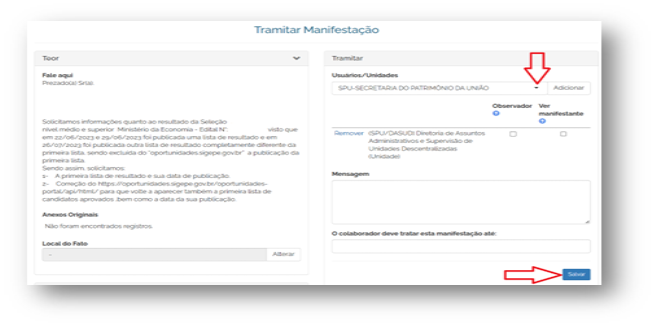 Tramitar Manifestação
Teor
Fale aqui
Prezado(a) Sr(a).
Solicitamos informações quanto ao resultado da Seleção
nível médio e superior Ministério da Economia - Edital Nº: visto que
em 22/06/2023 e 29/06/2023 foi publicada uma lista de resultado e em
26/07/2023 foi publicada outra lista de resultado completamente diferente da
primeira lista, sendo excluída do "oportunidades.sigepe.gov.br" a publicação da
primeira lista.
Sendo assim, solicitamos:
1- A primeira lista de resultado e sua data de publicação.
2- Correção do https://oportunidades.sigepe.gov.br/oportunidades-
portal/api/html/ para que volte a aparecer também a primeira lista de
candidatos aprovados ,bem como a data da sua publicação.
Anexos Originais
Não foram encontrados registros.
Local do Fato
-
Alterar
Tramitar
Usuários/Unidades
SPU-SECRETARIA DO PATRIMÔNIO DA UNIÃO
Adicionar
Observador
Ver
manifestante
Remover (SPU/DASUD) Diretoria de Assuntos
Administrativos e Supervisão de
Unidades Descentralizadas
(Unidade)
Mensagem
O colaborador deve tratar esta manifestação até:
Salvar